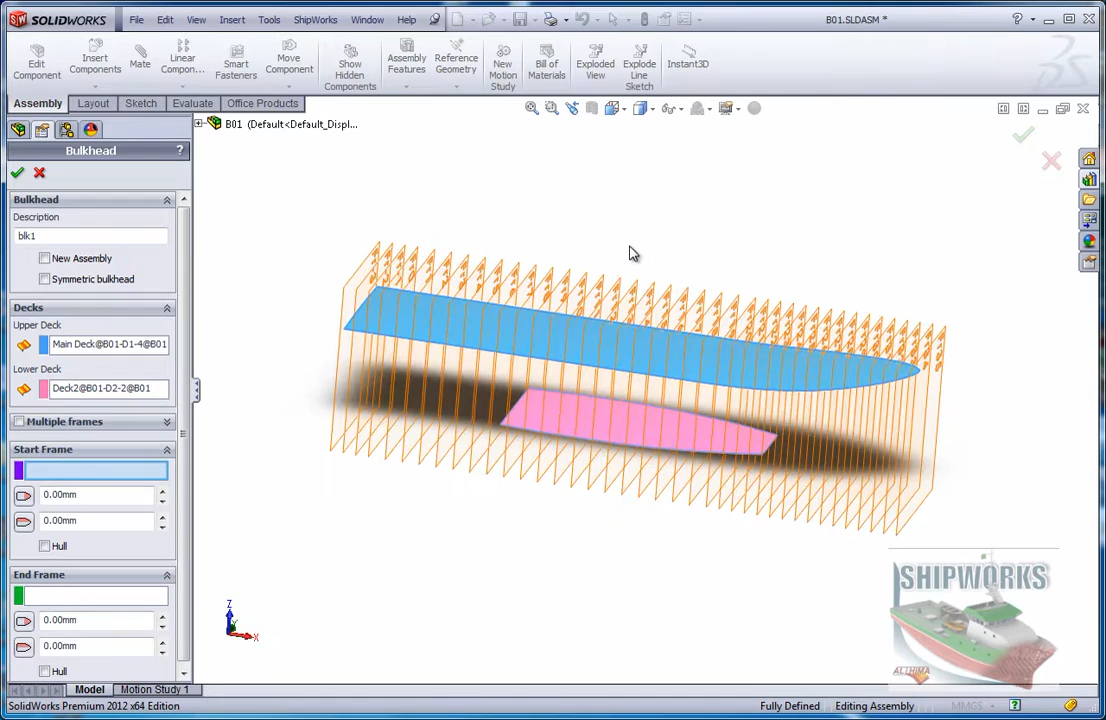 SOLIDWORKS File Edit View Insert Tools ShipWorks Window Help B01.SLDASM *
Edit Component
Insert Components
Mate
Linear Compon...
Smart Fasteners
Move Component
Show Hidden Components
Assembly Features
Reference Geometry
New Motion Study
Bill of Materials
Exploded View
Explode Line Sketch
Instant3D
Assembly Layout Sketch Evaluate Office Products
B01 (Default<Default_Displ...
Bulkhead ?
Bulkhead
Description
blk1
New Assembly
Symmetric bulkhead
Decks
Upper Deck
Main Deck@B01-D1-4@B01
Lower Deck
Deck2@B01-D2-2@B01
Multiple frames
Start Frame
0.00mm
0.00mm
Hull
End Frame
0.00mm
0.00mm
Hull
Z
Y
X
SHIPWORKS
ALTHIMA
Model Motion Study 1
SolidWorks Premium 2012 x64 Edition Fully Defined Editing Assembly MMGS ?